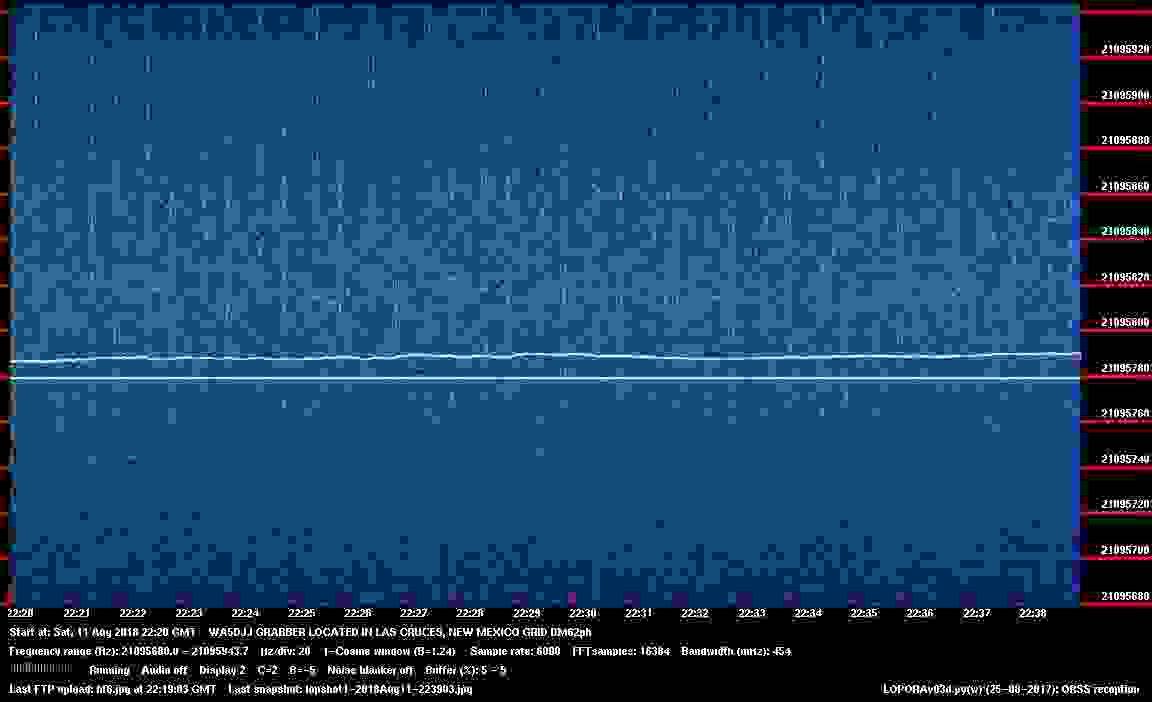 21095920
21095900
21095880
21095860
21095840
21095820
21095800
21095780
21095760
21095740
21095720
21095700
21095680
22:20 22:21 22:22 22:23 22:24 22:25 22:26 22:27 22:28 22:29 22:30 22:31 22:32 22:33 22:34 22:35 22:36 22:37 22:38
Start at: Sat, 11 Aug 2018 22:20 GMT WA5DJJ GRABBER LOCATED IN LAS CRUCES, NEW MEXICO GRID DM62ph
Frequency range (Hz): 21095680.0 - 21095943.7 Hz/div: 20 1-Cosine window (B=1.24) Sample rate: 6000 FFTsamples: 16384 Bandwidth (mHz): 454
Running Audio off Display 2 C=2 B=-5 Noise blanker off Buffer (%): 5 - 5
Last FTP upload: hf6.jpg at 22:19:03 GMT Last snapshot: lopshot1-2018Aug11-223903.jpg
LOPORAv03d.py(w) (25-08-2017): QRSS reception